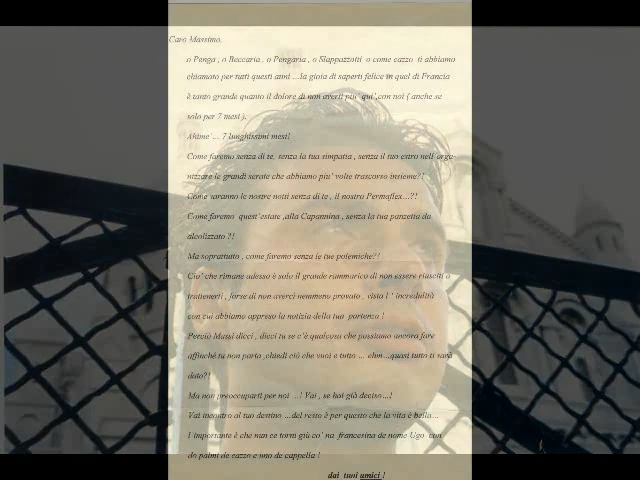 Caro Massimo.
o Penga , o Beccaria , o Pengaria , o Slappazzotti o come cazzo ti abbiamo
chiamato per tutti questi anni ...la gioia di saperti felice in quel di Francia
è tanto grande quanto il dolore di non averti piu' qui',con noi ( anche se
solo per 7 mesi ).
Ahime' ... 7 lunghissimi mesi!
Come faremo senza di te, senza la tua simpatia , senza il tuo estro nell'orga
nizzare le grandi serate che abbiamo piu' volte trascorso insieme?!
Come saranno le nostre notti senza di te , il nostro Permaflex...?!
Come faremo quest'estate ,alla Capannina , senza la tua panzetta da
alcolizzato ?!
Ma soprattutto , come faremo senza le tue polemiche?!
Cio' che rimane adesso è solo il grande rammarico di non essere riusciti a
trattenerti , forse di non averci nemmeno provato , vista l' incredulità
con cui abbiamo appreso la notizia della tua partenza !
Perciò Massi dicci , dicci tu se c'è qualcosa che possiamo ancora fare
affinché tu non parta ,chiedi ciò che vuoi e tutto ... ehm...quasi tutto ti sarà
dato?!
Ma non preoccuparti per noi ...! Vai , se hai già deciso...!
Vai incontro al tuo destino ...del resto è per questo che la vita è bella...
L'importante è che nun ce torni giù co' na francesina de nome Ugo con
do palmi de cazzo e uno de cappella !
dai tuoi amici !